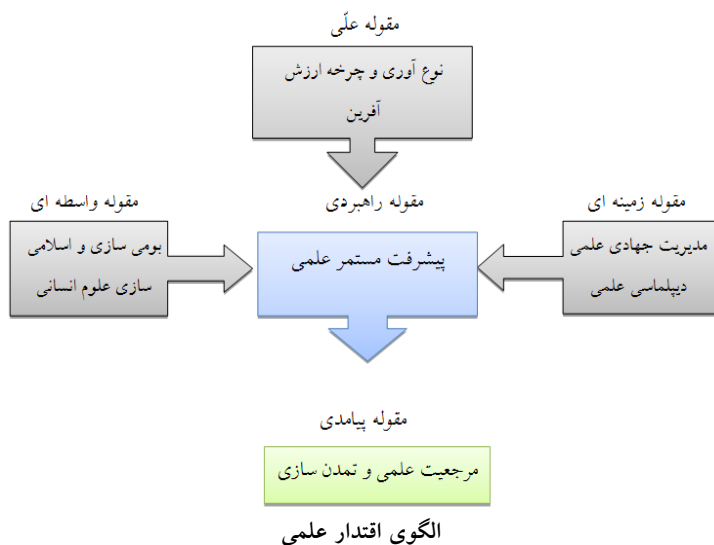 مقوله علّی
نوع آوری و چرخه ارزش
آفرین
مقوله زمینه ای
مدیریت جهادی علمی
دیپلماسی علمی
مقوله راهبردی
پیشرفت مستمر علمی
مقوله واسطه ای
بومی سازی و اسلامی
سازی علوم انسانی
مقوله پیامدی
مرجعیت علمی و تمدن سازی
الگوی اقتدار علمی